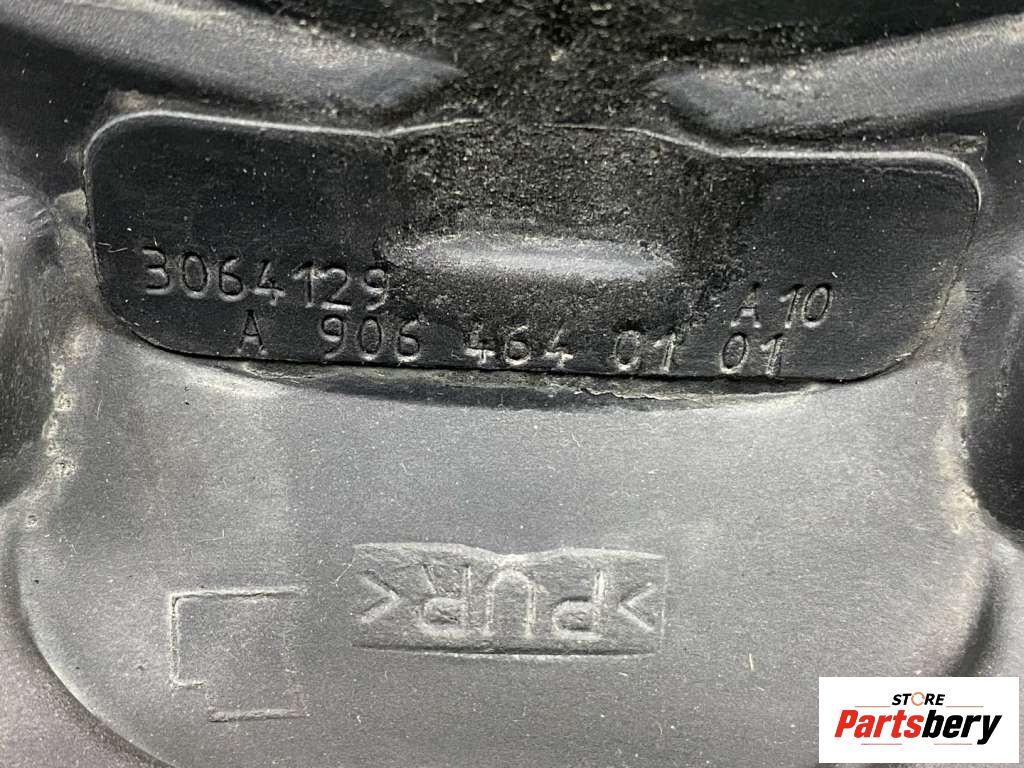 3064129
A10
A 906 464 01 01
>PUR<
STORE
Partsbery